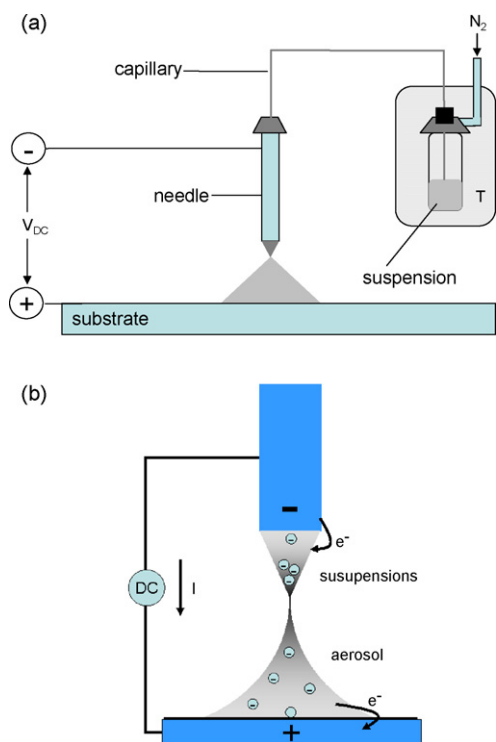 (a)
N2
capillary
-
needle
VDC
T
suspension
+
substrate
(b)
-
e-
DC
I
susupensions
aerosol
e-
+